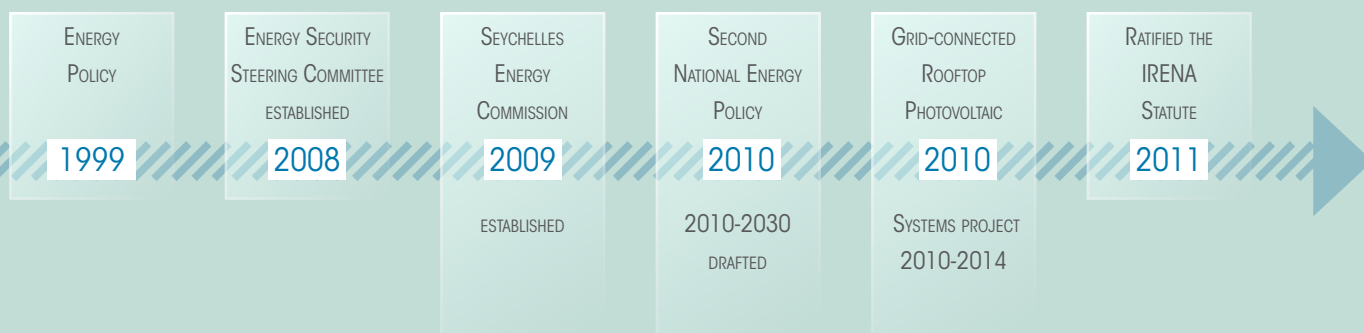 Energy
Policy
1999
Energy Security
Steering Committee
established
2008
Seychelles
Energy
Commission
2009
established
Second
National Energy
Policy
2010
2010-2030
drafted
Grid-connected
Rooftop
Photovoltaic
2010
Systems project
2010-2014
Ratified the
IRENA
Statute
2011